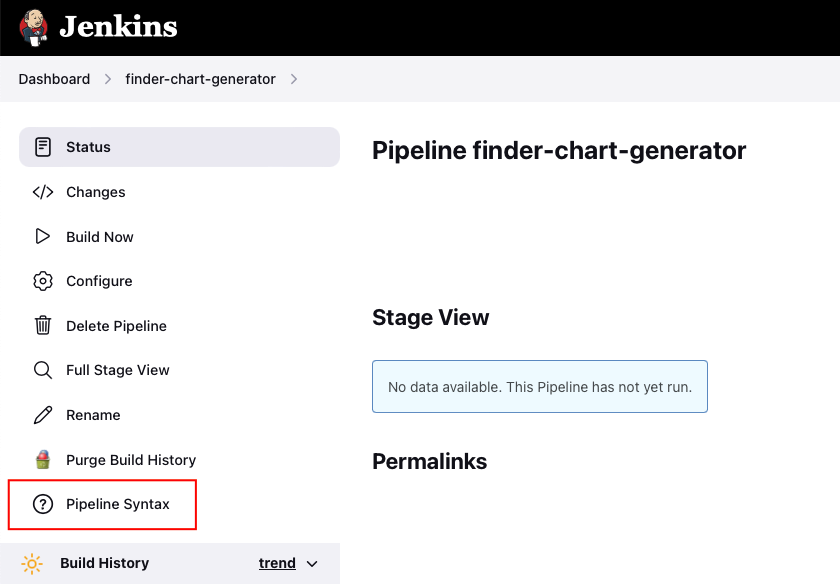 Jenkins
Dashboard
finder-chart-generator
Status
Changes
Build Now
Configure
Delete Pipeline
Full Stage View
Rename
Purge Build History
Pipeline Syntax
Build History
trend
Pipeline finder-chart-generator
Stage View
No data available. This Pipeline has not yet run.
Permalinks